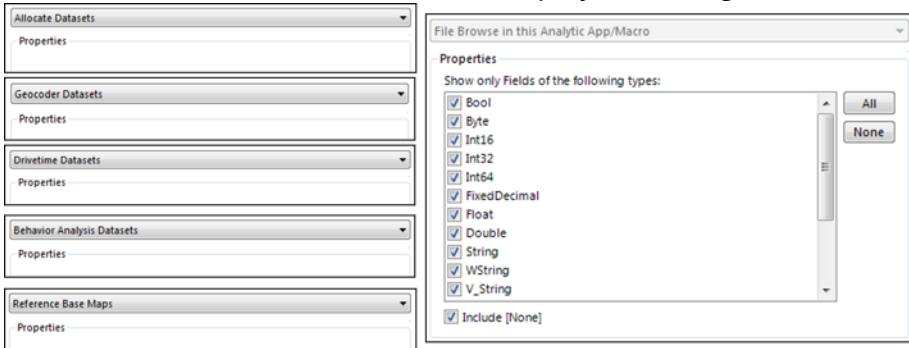 Allocate Datasets
Properties
Geocoder Datasets
Properties
Drivetime Datasets
Properties
Behavior Analysis Datasets
Properties
Reference Base Maps
Properties
File Browse in this Analytic App/Macro
Properties
Show only Fields of the following types:
Bool
Byte
Int16
Int32
Int64
FixedDecimal
Float
Double
String
WString
V_String
All
None
Include [None]